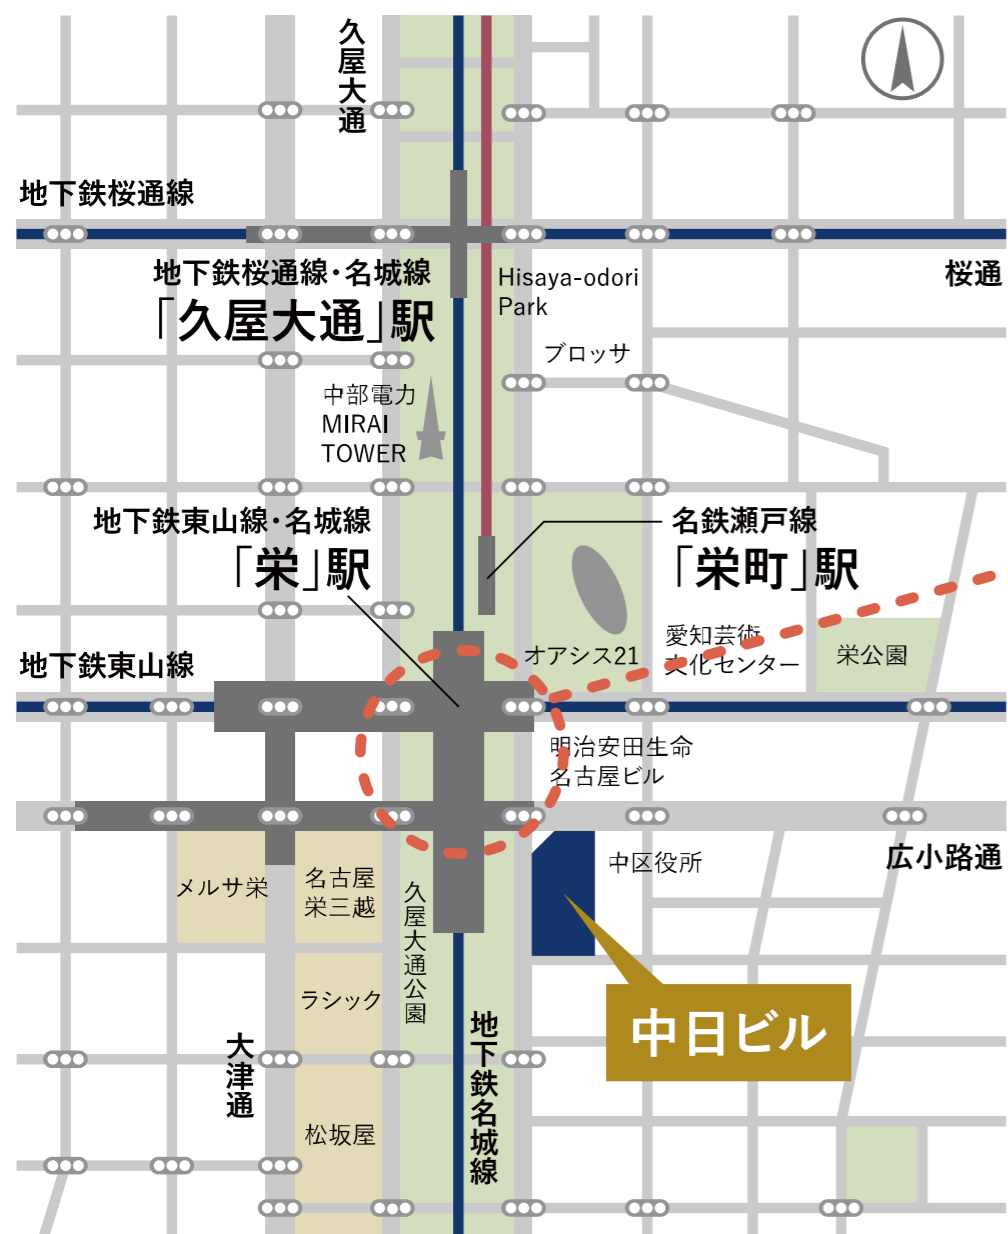 久屋大通
地下鉄桜通線
地下鉄桜通線・名城線
「久屋大通」駅
Hisaya-odori
Park
桜通
ブロッサ
中部電力
MIRAI
TOWER
地下鉄東山線・名城線
「栄」駅
名鉄瀬戸線
「栄町」駅
地下鉄東山線
オアシス21
愛知芸術
文化センター
栄公園
明治安田生命
名古屋ビル
広小路通
メルサ栄
名古屋
栄三越
久屋大通公園
中区役所
ラシック
中日ビル
大津通
地下鉄名城線
松坂屋